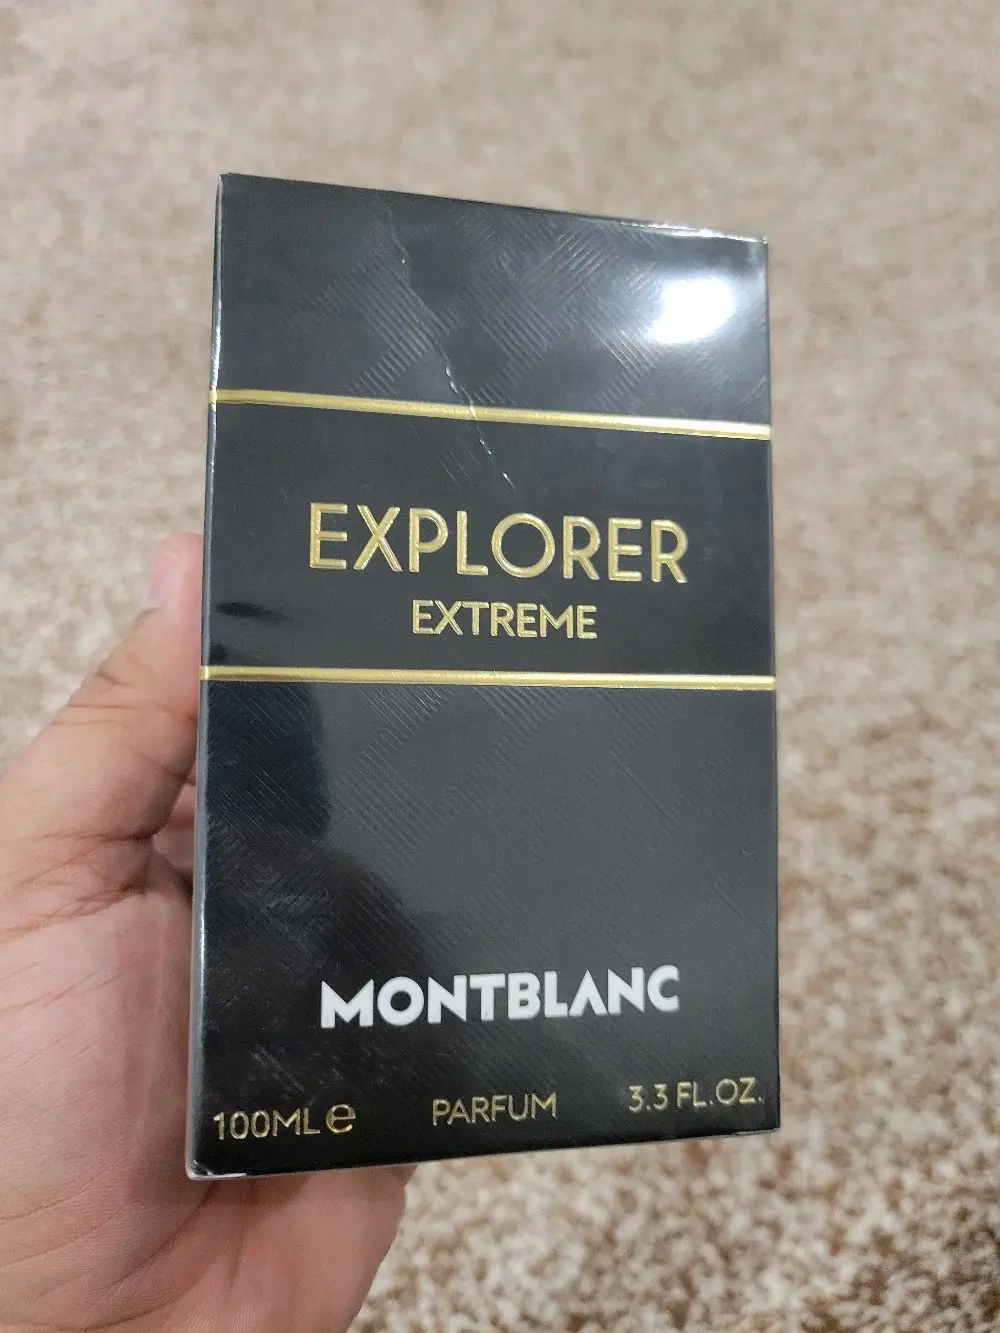 EXPLORER
EXTREME
MONTBLANC
100ML ℮ PARFUM 3.3 FL.OZ.